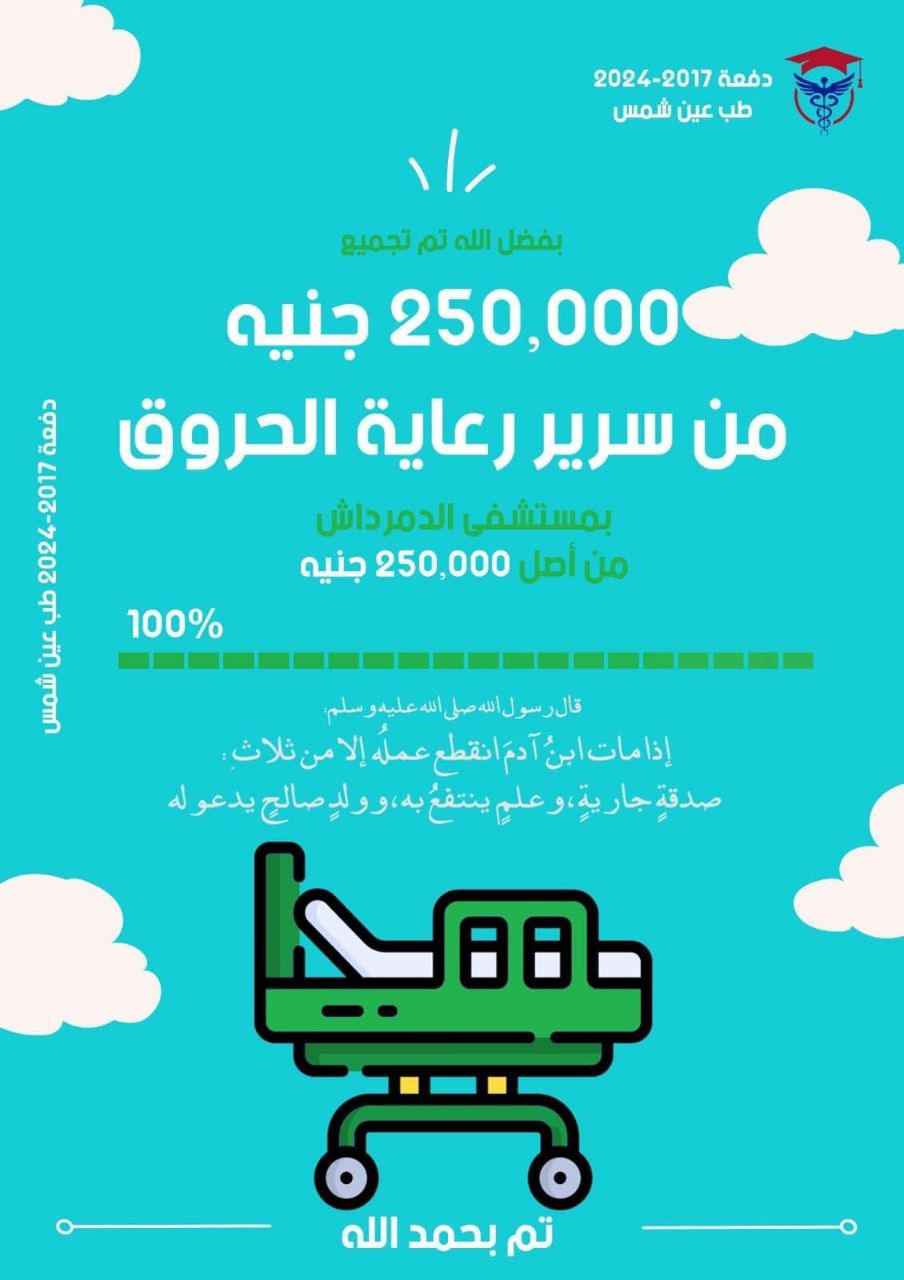 دفعة 2017-2024
طب عين شمس
بفضل الله تم تجميع
250,000 جنيه
من سرير رعاية الحروق
بمستشفى الدمرداش
من أصل 250,000 جنيه
100%
دفعة 2017-2024 طب عين شمس
قال رسول الله صلى الله عليه وسلم:
إذا مات ابنُ آدمَ انقطع عملُه إلا من ثلاثٍ:
صدقةٍ جاريةٍ، وعلمٍ ينتفعُ به، وولدٍ صالحٍ يدعو له
تم بحمد الله